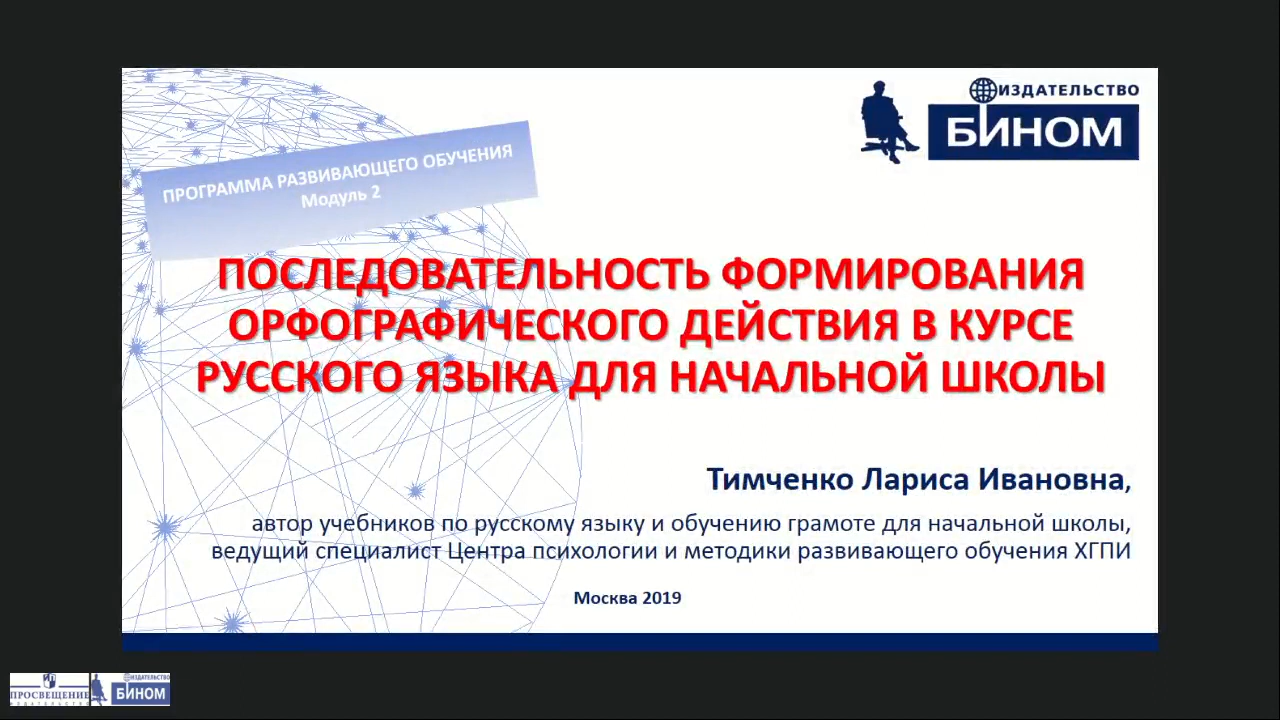 ИЗДАТЕЛЬСТВО
БИНОМ
ПРОГРАММА РАЗВИВАЮЩЕГО ОБУЧЕНИЯ
Модуль 2
ПОСЛЕДОВАТЕЛЬНОСТЬ ФОРМИРОВАНИЯ
ОРФОГРАФИЧЕСКОГО ДЕЙСТВИЯ В КУРСЕ
РУССКОГО ЯЗЫКА ДЛЯ НАЧАЛЬНОЙ ШКОЛЫ
Тимченко Лариса Ивановна,
автор учебников по русскому языку и обучению грамоте для начальной школы,
ведущий специалист Центра психологии и методики развивающего обучения ХГПИ
Москва 2019
ПРОСВЕЩЕНИЕ
ИЗДАТЕЛЬСТВО
ИЗДАТЕЛЬСТВО
БИНОМ